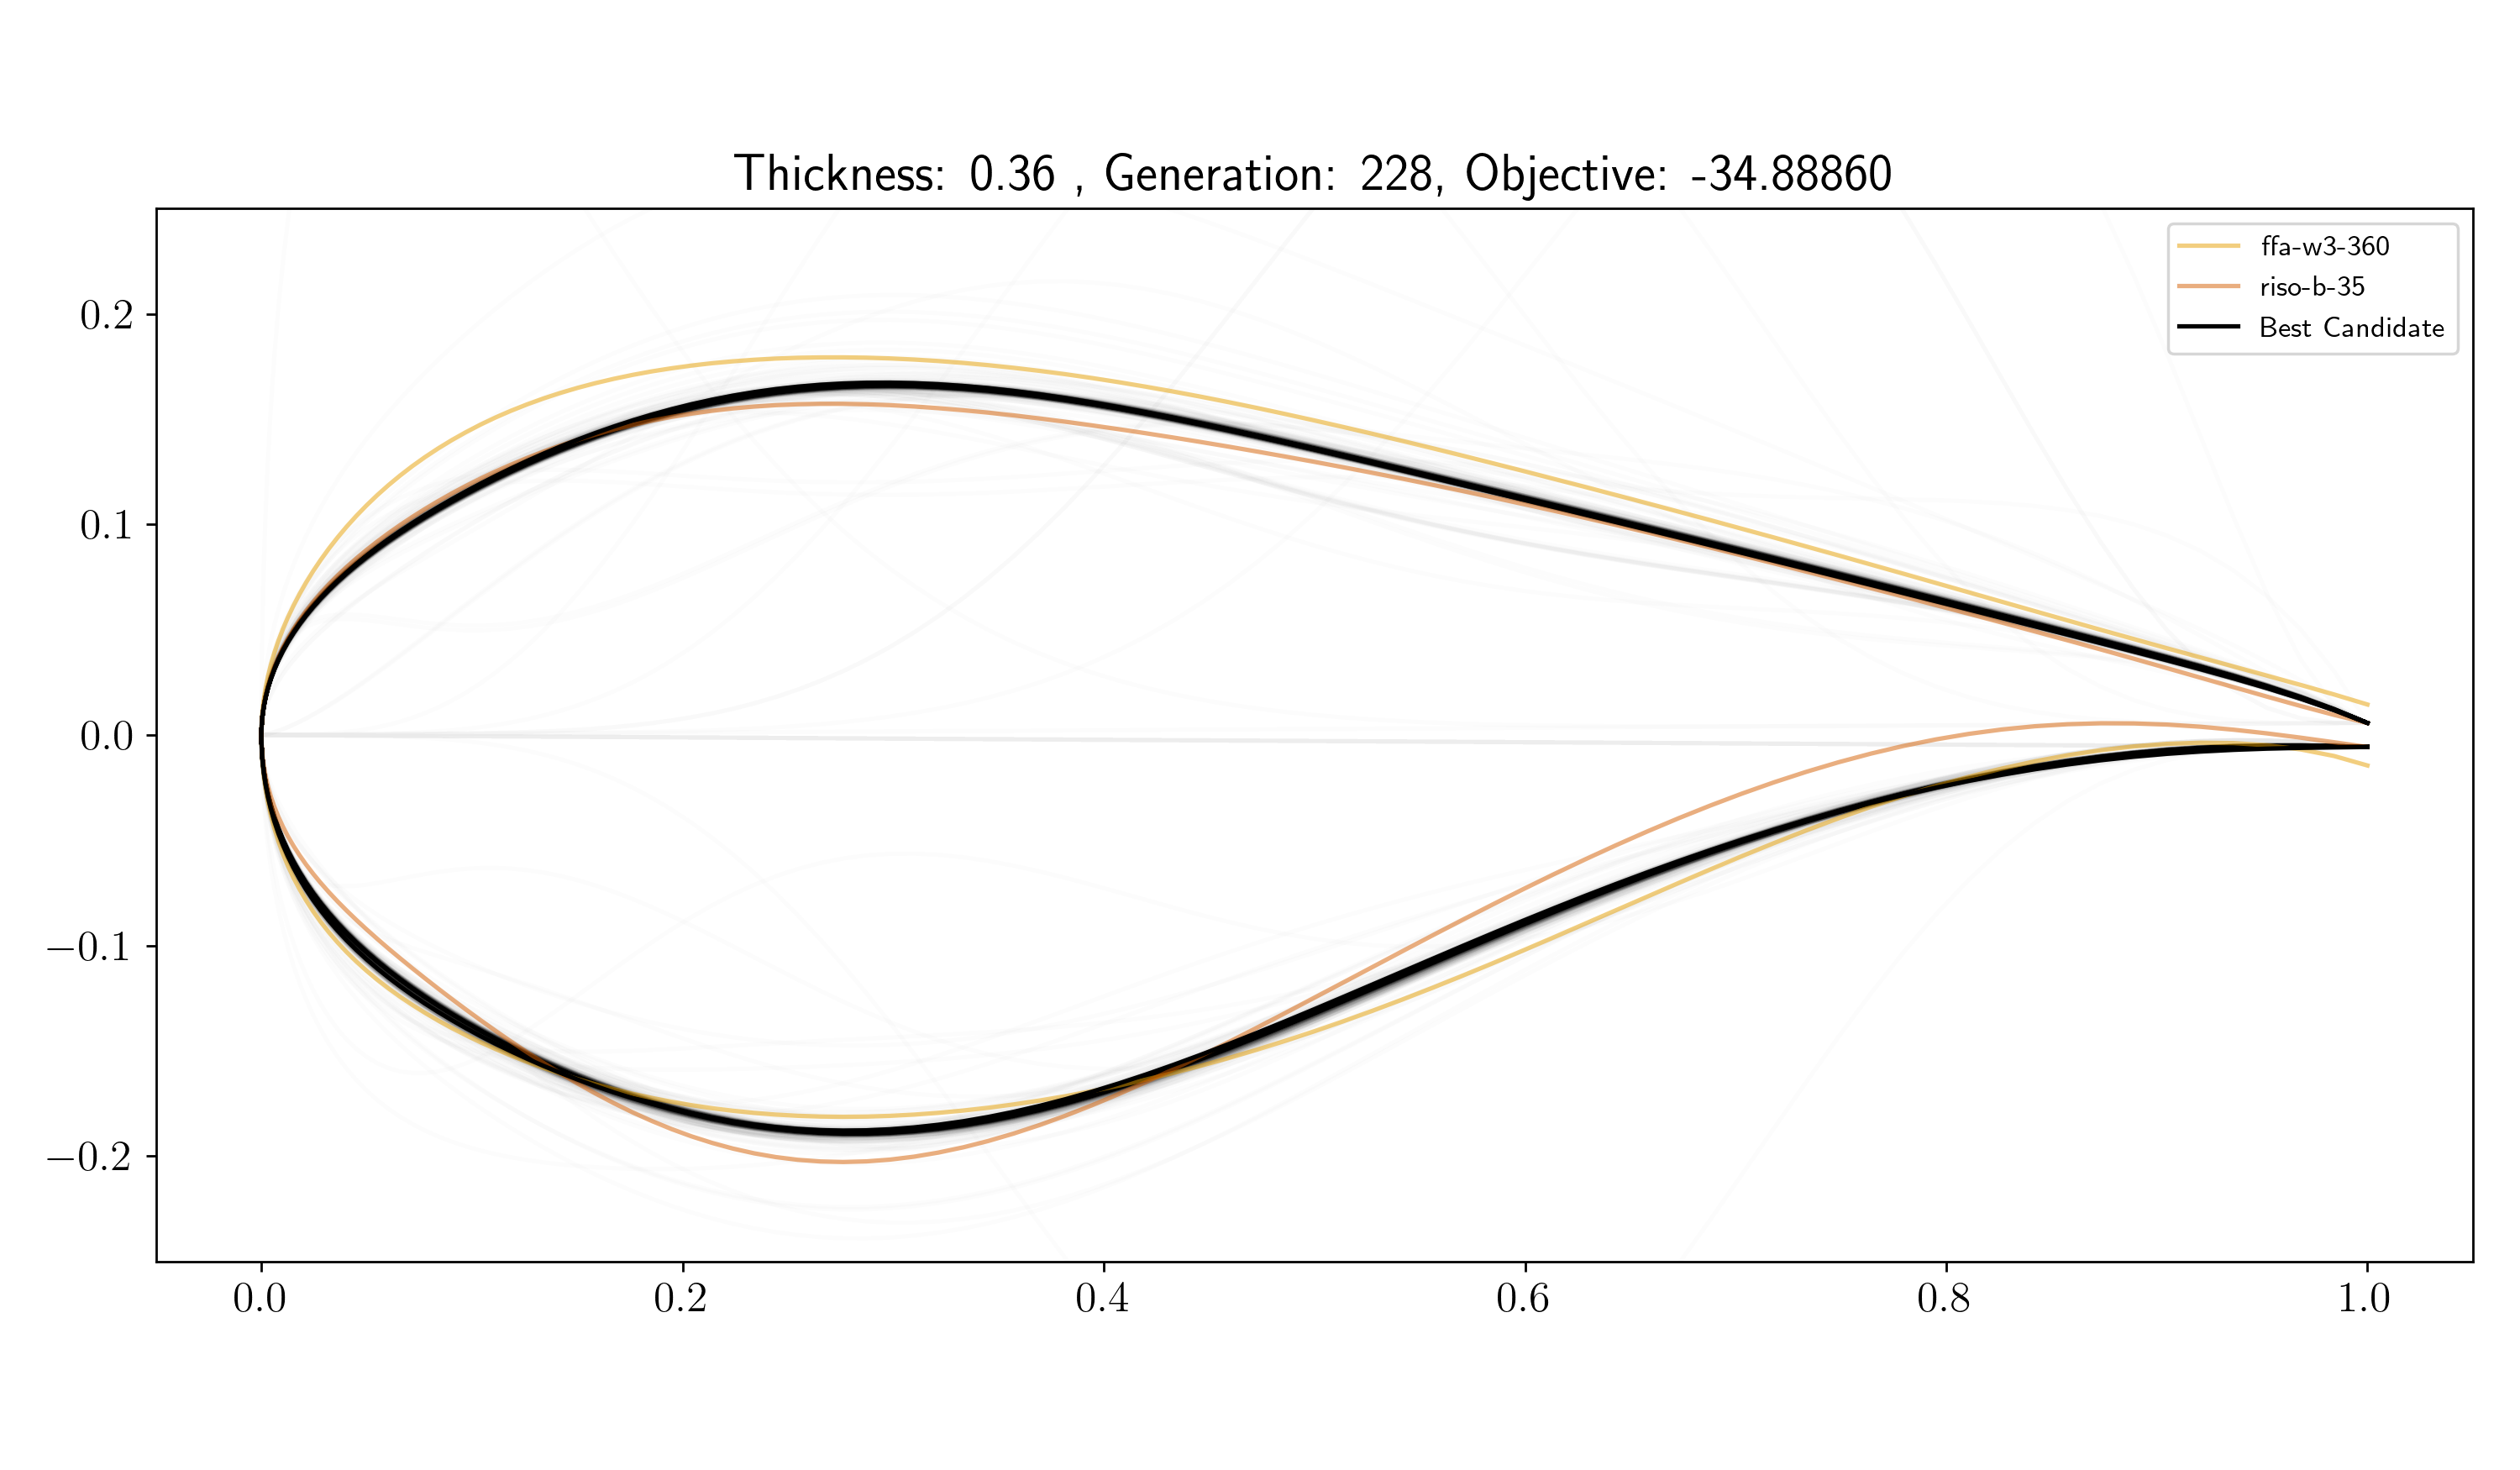 Thickness: 0.36 , Generation: 228, Objective: -34.88860
ffa-w3-360
riso-b-35
Best Candidate
0.2
0.1
0.0
−0.1
−0.2
0.0 0.2 0.4 0.6 0.8 1.0